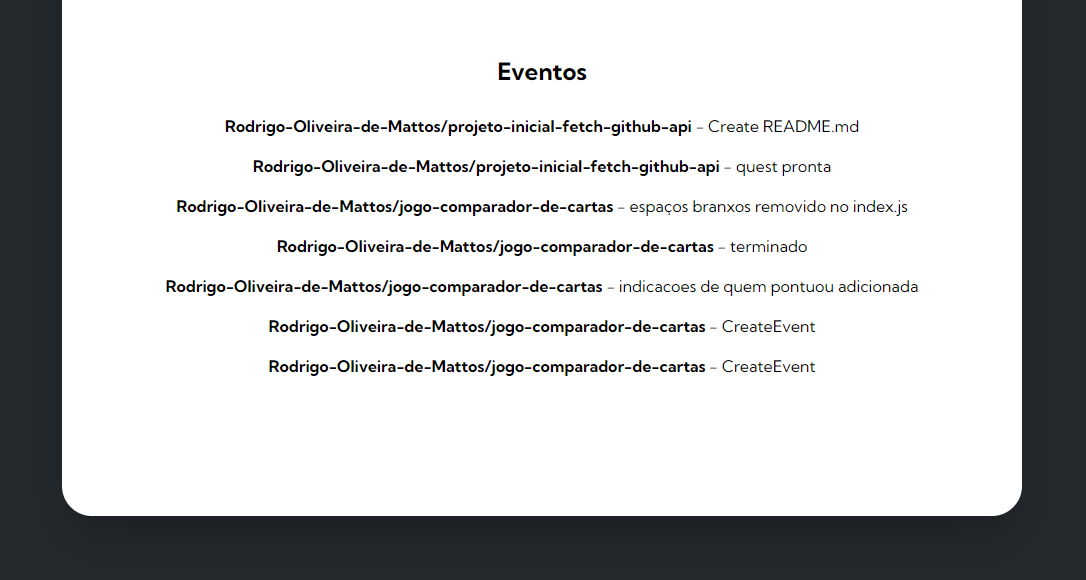 Eventos
Rodrigo-Oliveira-de-Mattos/projeto-inicial-fetch-github-api - Create README.md
Rodrigo-Oliveira-de-Mattos/projeto-inicial-fetch-github-api - quest pronta
Rodrigo-Oliveira-de-Mattos/jogo-comparador-de-cartas - espaços branxos removido no index.js
Rodrigo-Oliveira-de-Mattos/jogo-comparador-de-cartas - terminado
Rodrigo-Oliveira-de-Mattos/jogo-comparador-de-cartas - indicacoes de quem pontuou adicionada
Rodrigo-Oliveira-de-Mattos/jogo-comparador-de-cartas - CreateEvent
Rodrigo-Oliveira-de-Mattos/jogo-comparador-de-cartas - CreateEvent